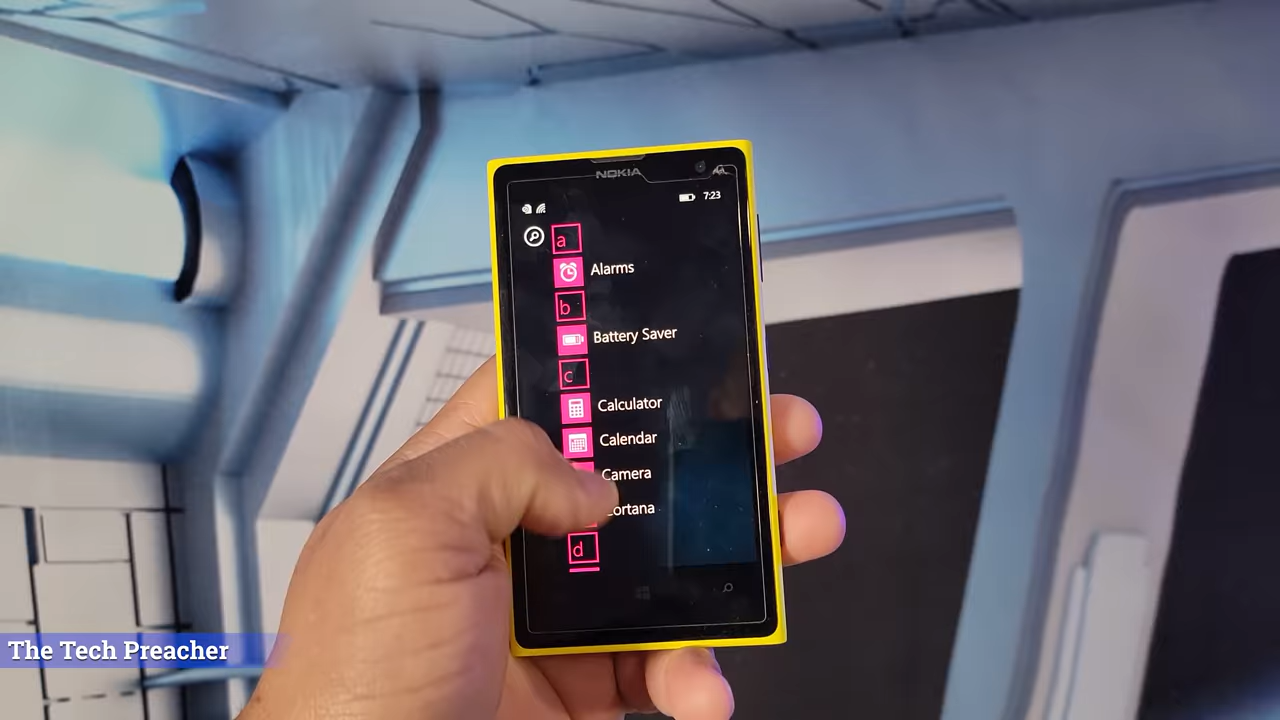 NOKIA
7:23
a
Alarms
b
Battery Saver
c
Calculator
Calendar
Camera
ortana
d
The Tech Preacher